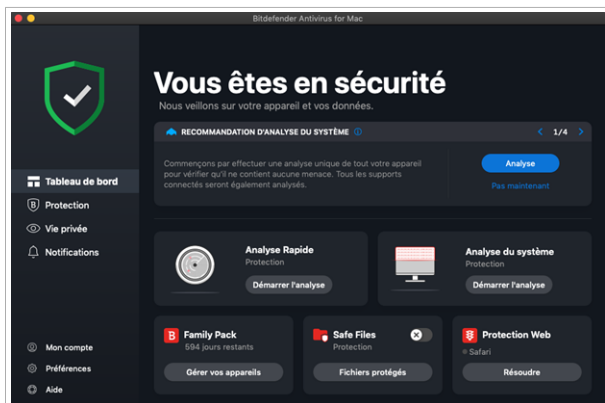 Bitdefender Antivirus for Mac
Vous êtes en sécurité
Nous veillons sur votre appareil et vos données.
RECOMMANDATION D'ANALYSE DU SYSTÈME
1/4
Commençons par effectuer une analyse unique de tout votre appareil
pour vérifier qu'il ne contient aucune menace. Tous les supports
connectés seront également analysés.
Analyse
Pas maintenant
Tableau de bord
Protection
Vie privée
Notifications
Analyse Rapide
Protection
Démarrer l'analyse
Analyse du système
Protection
Démarrer l'analyse
B Family Pack
594 jours restants
Gérer vos appareils
Safe Files
Protection
Fichiers protégés
Protection Web
Safari
Résoudre
Mon compte
Préférences
Aide